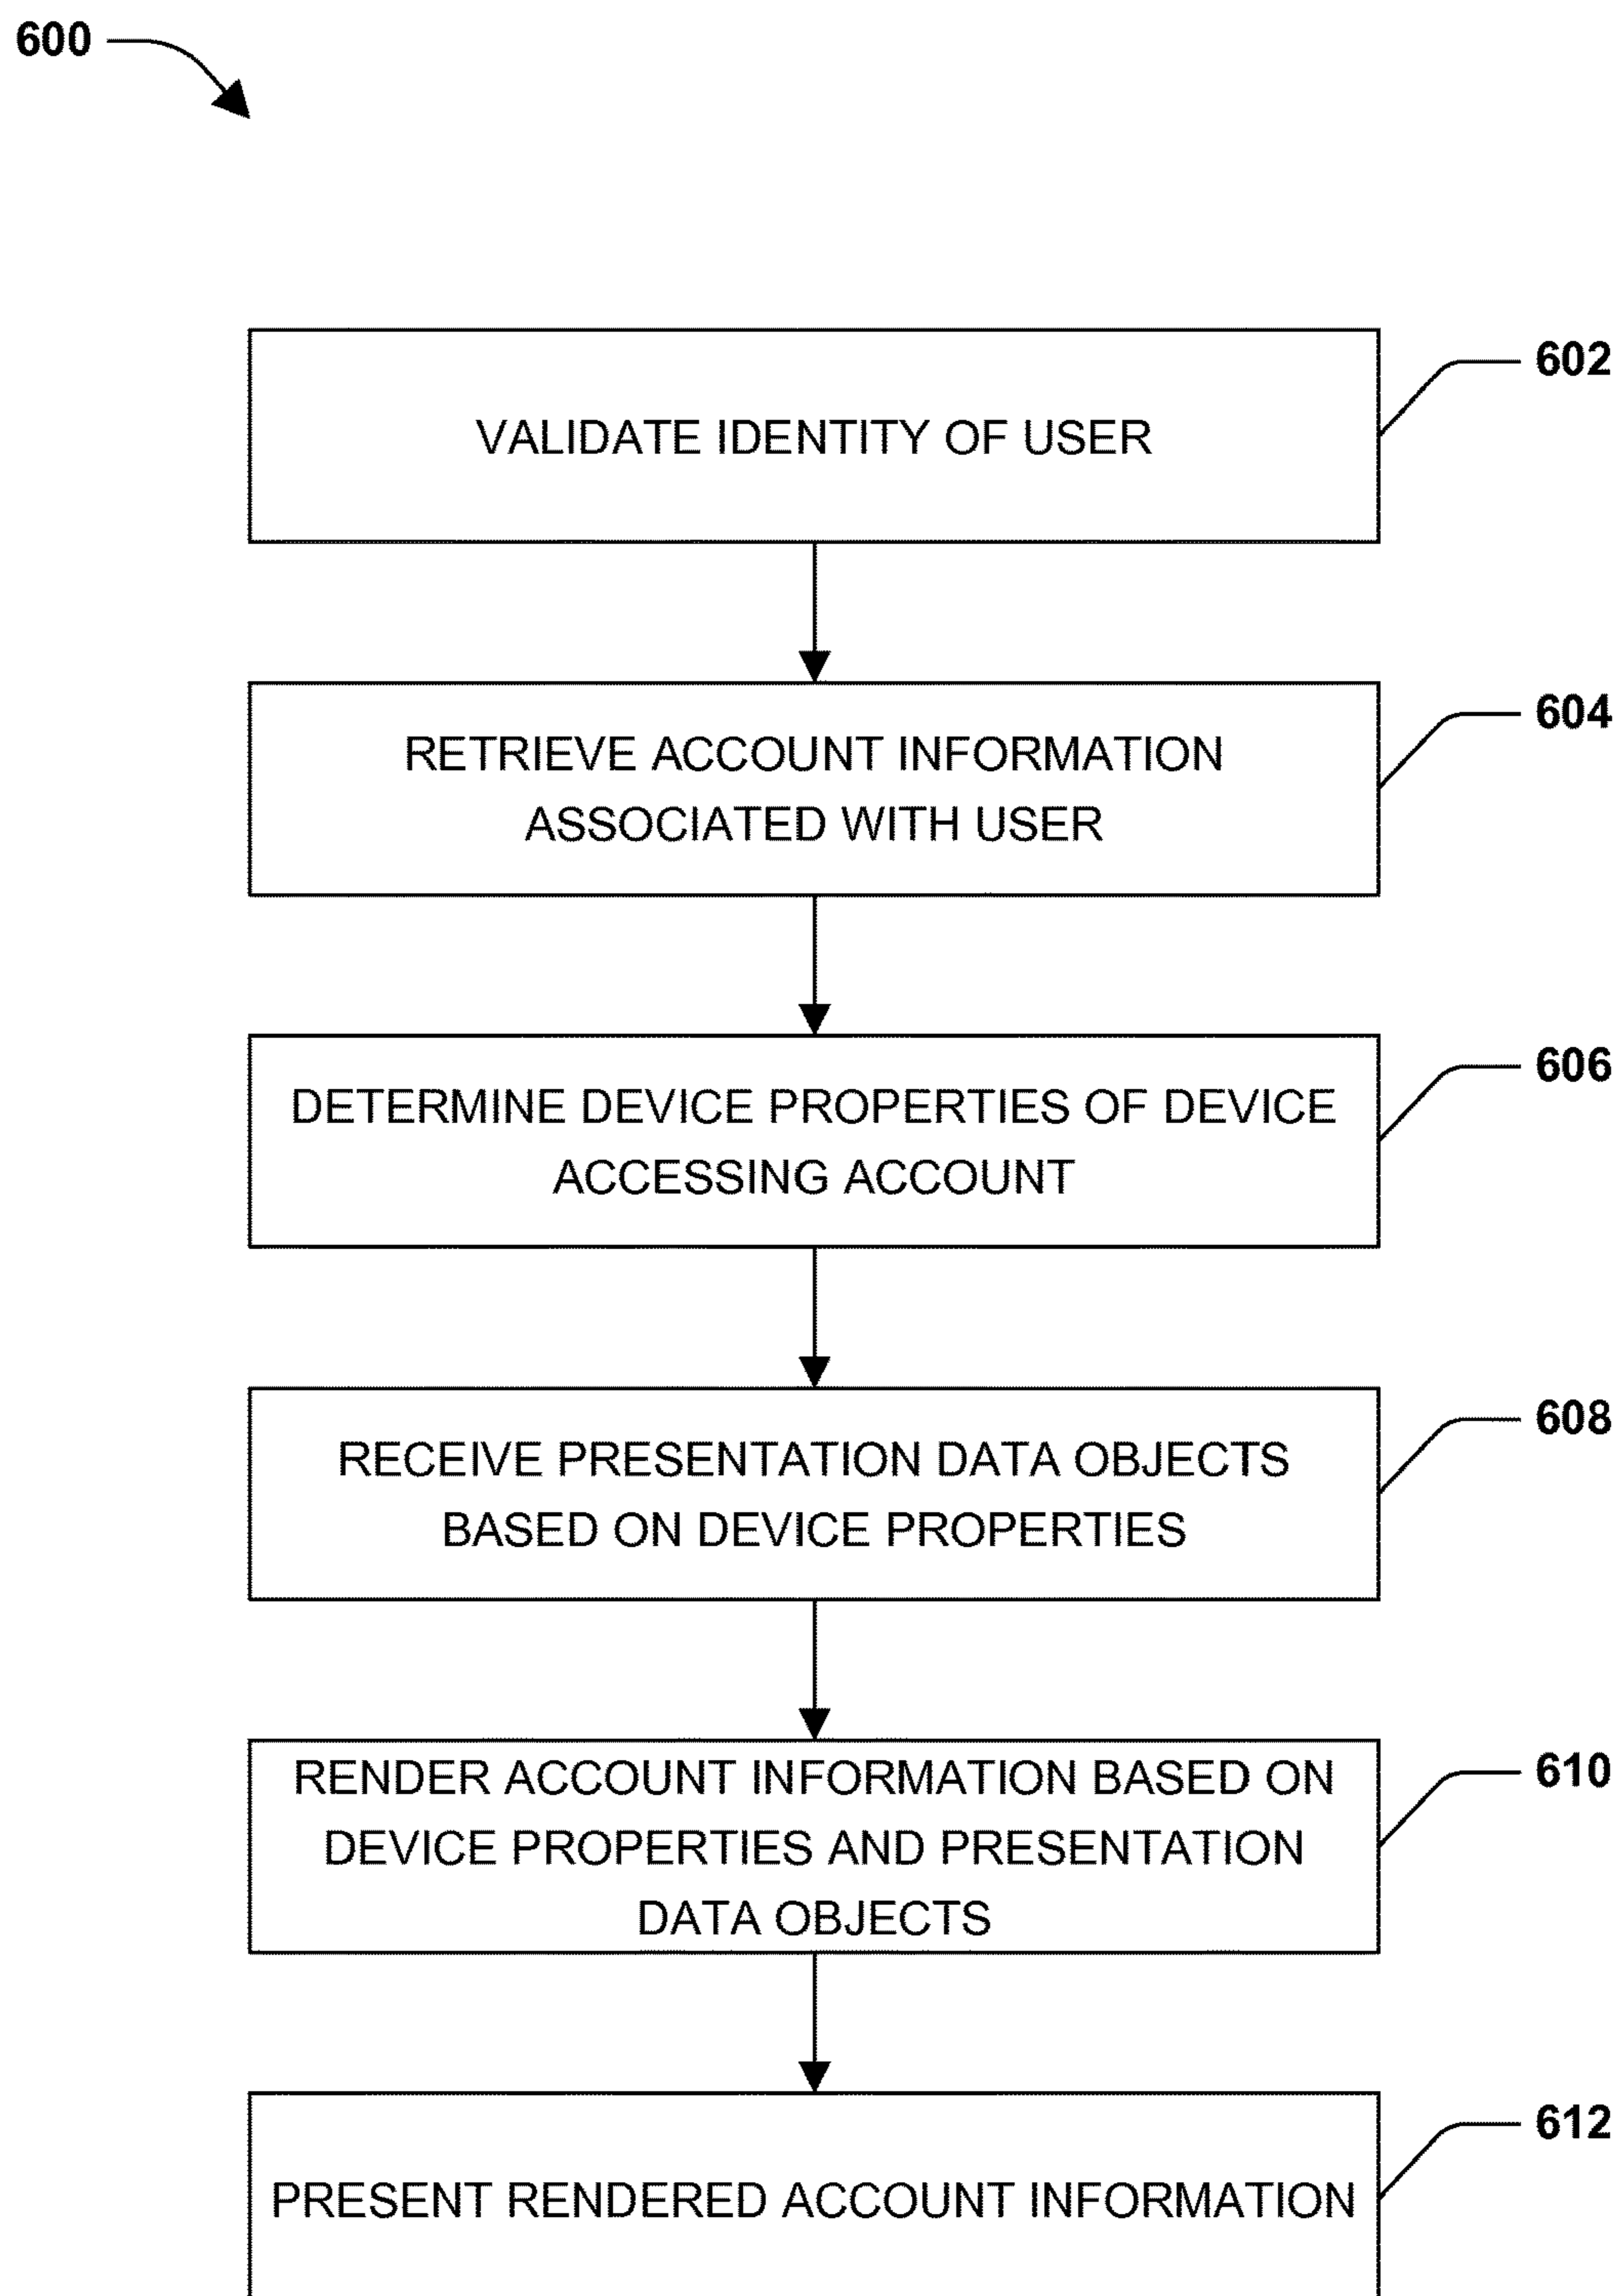 600
VALIDATE IDENTITY OF USER
602
RETRIEVE ACCOUNT INFORMATION
ASSOCIATED WITH USER
604
DETERMINE DEVICE PROPERTIES OF DEVICE
ACCESSING ACCOUNT
606
RECEIVE PRESENTATION DATA OBJECTS
BASED ON DEVICE PROPERTIES
608
RENDER ACCOUNT INFORMATION BASED ON
DEVICE PROPERTIES AND PRESENTATION
DATA OBJECTS
610
PRESENT RENDERED ACCOUNT INFORMATION
612